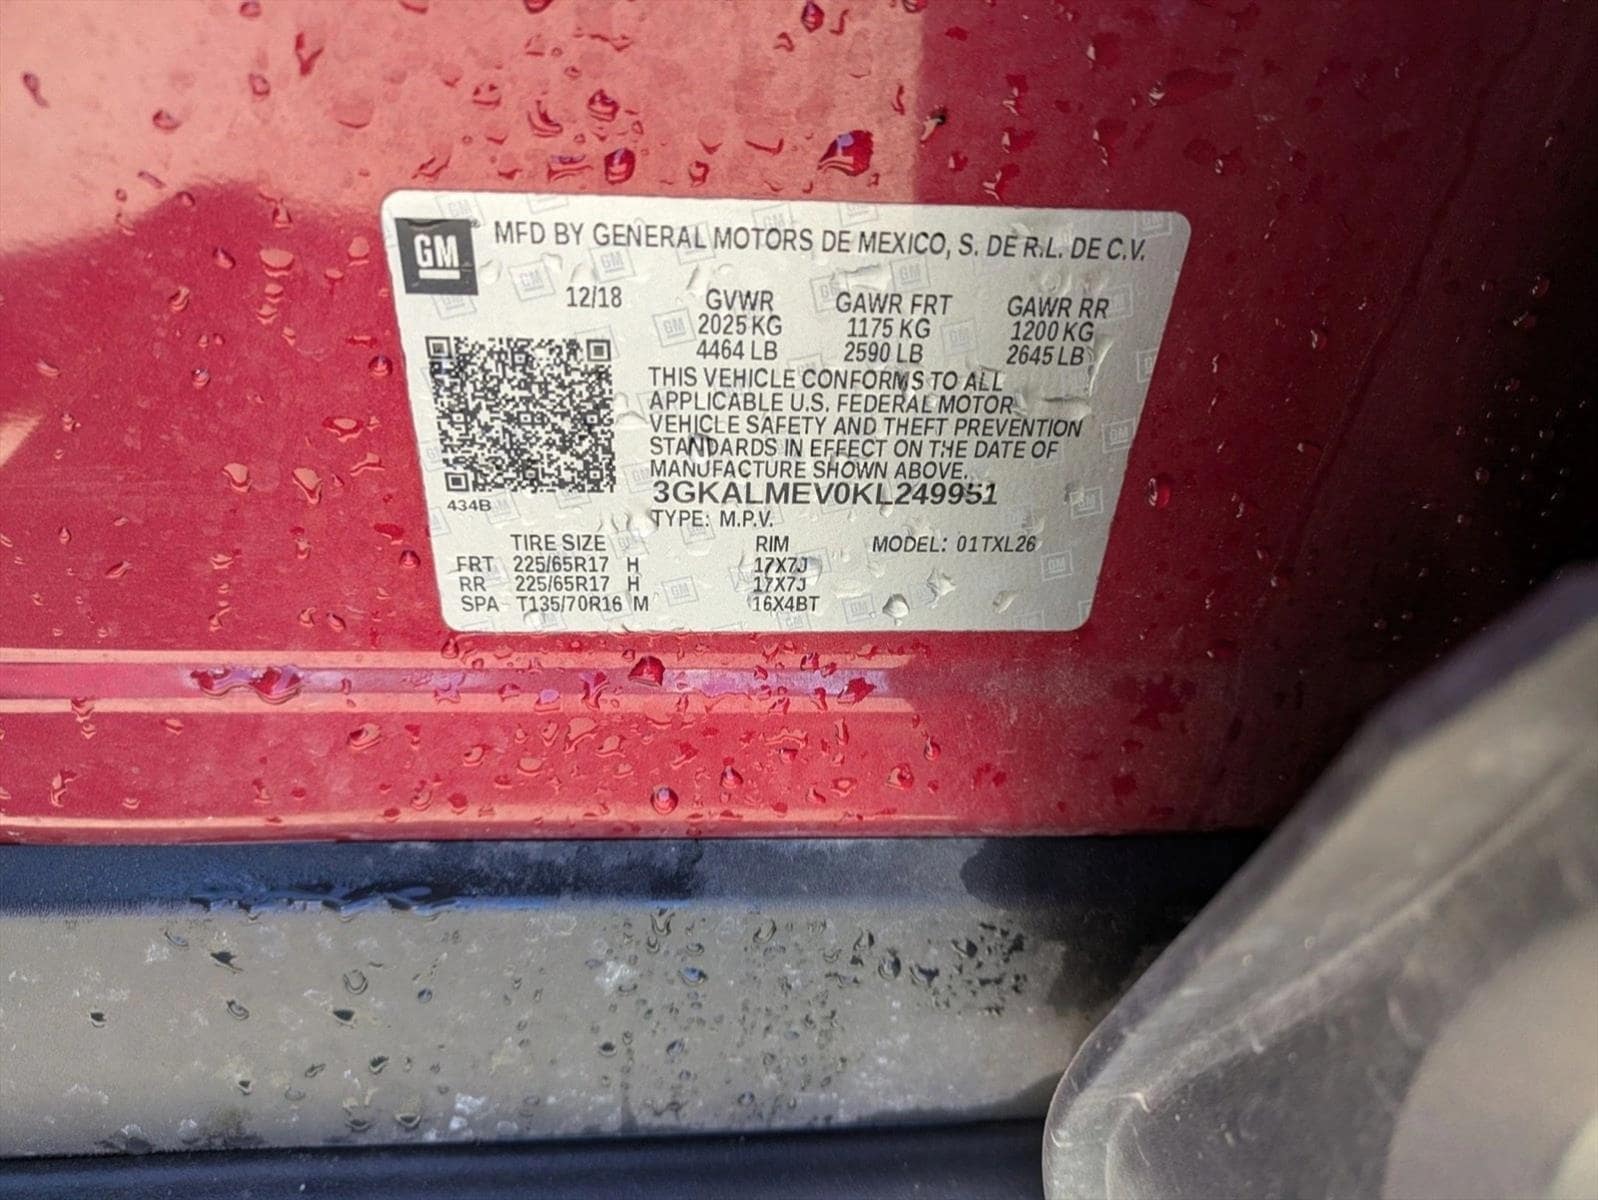 GM MFD BY GENERAL MOTORS DE MEXICO, S. DE R.L. DE C.V.
12/18 GVWR GAWR FRT GAWR RR
2025 KG 1175 KG 1200 KG
4464 LB 2590 LB 2645 LB
THIS VEHICLE CONFORMS TO ALL
APPLICABLE U.S. FEDERAL MOTOR
VEHICLE SAFETY AND THEFT PREVENTION
STANDARDS IN EFFECT ON THE DATE OF
MANUFACTURE SHOWN ABOVE.
3GKALMEV0KL249951
434B TYPE: M.P.V.
TIRE SIZE RIM MODEL: 01TXL26
FRT 225/65R17 H 17X7J
RR 225/65R17 H 17X7J
SPA T135/70R16 M 16X4BT